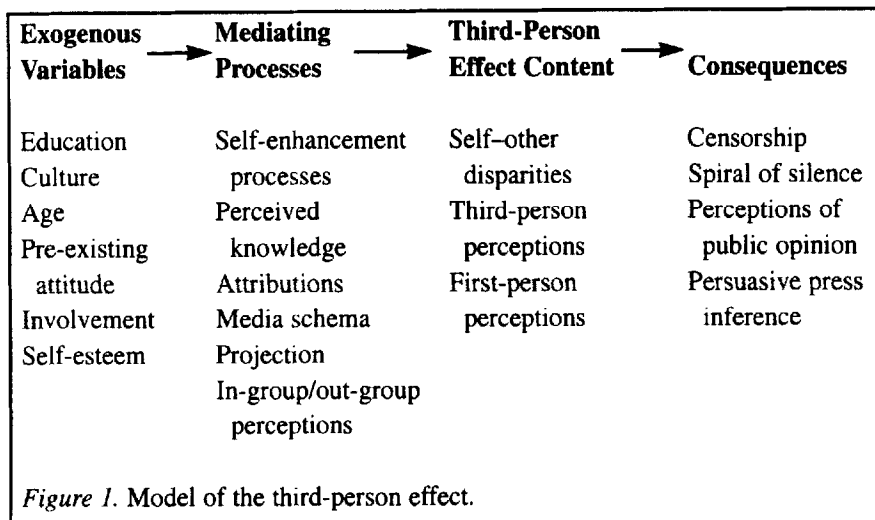 Exogenous Mediating Third-Person
Variables Processes Effect Content Consequences
Education Self-enhancement Self–other Censorship
Culture processes disparities Spiral of silence
Age Perceived Third-person Perceptions of
Pre-existing knowledge perceptions public opinion
attitude Attributions First-person Persuasive press
Involvement Media schema perceptions inference
Self-esteem Projection
In-group/out-group
perceptions
Figure 1. Model of the third-person effect.